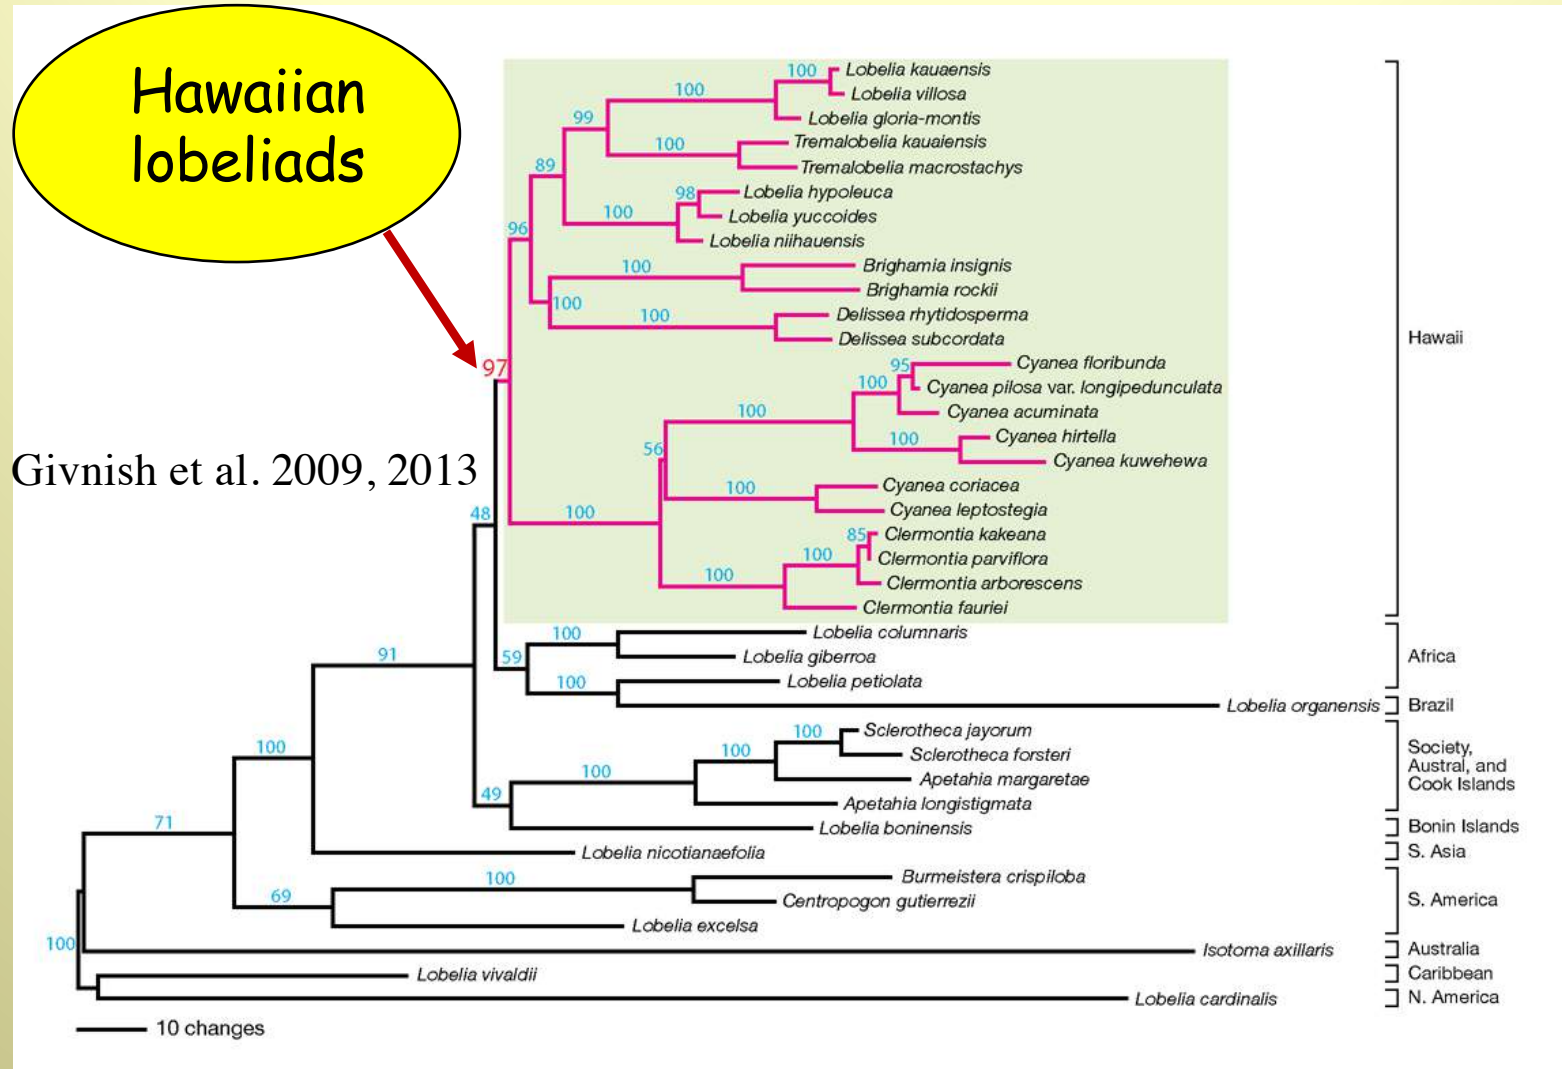 Hawaiian
lobeliads
Givnish et al. 2009, 2013
100
Lobelia kauaensis
Lobelia villosa
100
Lobelia gloria-montis
99
Tremalobelia kauaiensis
100
Tremalobelia macrostachys
89
98
Lobelia hypoleuca
100
Lobelia yuccoides
96
Lobelia niihauensis
100
Brighamia insignis
Brighamia rockii
100
100
Delissea rhytidosperma
Delissea subcordata
97
95
Cyanea floribunda
100
Cyanea pilosa var. longipedunculata
100
Cyanea acuminata
100
Cyanea hirtella
56
Cyanea kuwehewa
100
Cyanea coriacea
Cyanea leptostegia
48
100
85
Clermontia kakeana
100
Clermontia parviflora
100
Clermontia arborescens
Clermontia fauriei
Hawaii
100
Lobelia columnaris
91
59
Lobelia giberroa
Africa
100
Lobelia petiolata
Lobelia organensis
Brazil
100
Sclerotheca jayorum
100
100
Sclerotheca forsteri
100
Apetahia margaretae
49
Apetahia longistigmata
Society,
Austral, and
Cook Islands
71
Lobelia boninensis
Bonin Islands
Lobelia nicotianaefolia
S. Asia
100
Burmeistera crispiloba
69
Centropogon gutierrezii
Lobelia excelsa
S. America
100
Isotoma axillaris
Australia
Lobelia vivaldii
Caribbean
Lobelia cardinalis
N. America
10 changes